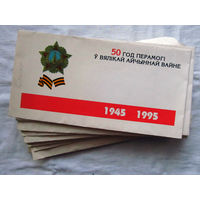 50 ГОД ПЕРАМОГІ
Ў ВЯЛІКАЙ АЙЧЫННАЙ ВАЙНЕ
1945 1995